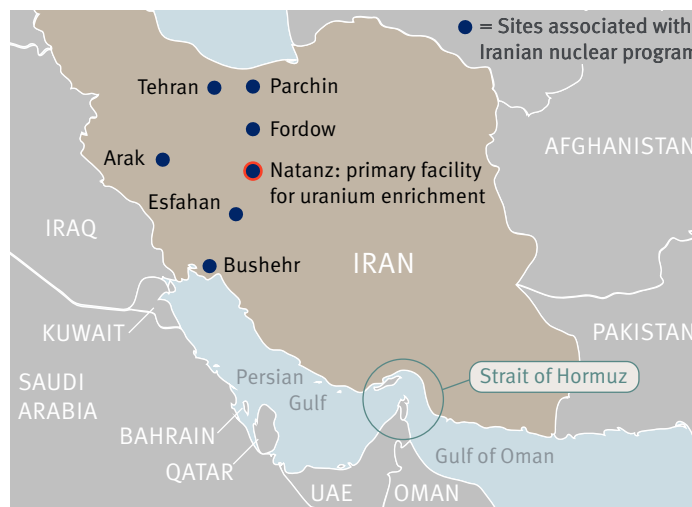 = Sites associated with
Iranian nuclear program
Tehran
Parchin
Fordow
AFGHANISTAN
Arak
Natanz: primary facility
for uranium enrichment
Esfahan
IRAQ
Bushehr
IRAN
KUWAIT
PAKISTAN
SAUDI
ARABIA
Persian
Gulf
Strait of Hormuz
BAHRAIN
QATAR
Gulf of Oman
UAE
OMAN